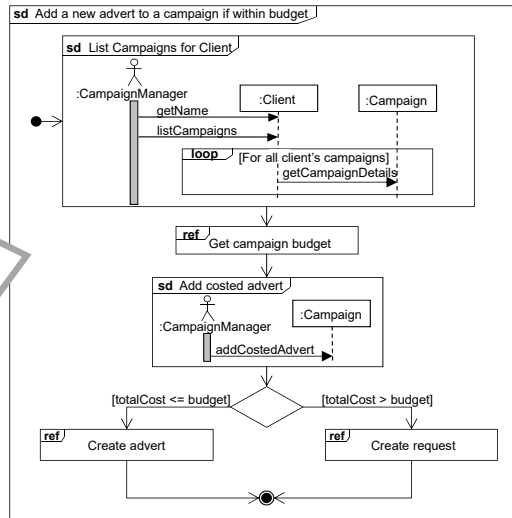 sd Add a new advert to a campaign if within budget
sd List Campaigns for Client
:CampaignManager
:Client
:Campaign
getName
listCampaigns
loop
[For all client's campaigns]
getCampaignDetails
ref
Get campaign budget
sd Add costed advert
:CampaignManager
:Campaign
addCostedAdvert
[totalCost <= budget]
[totalCost > budget]
ref
Create advert
ref
Create request